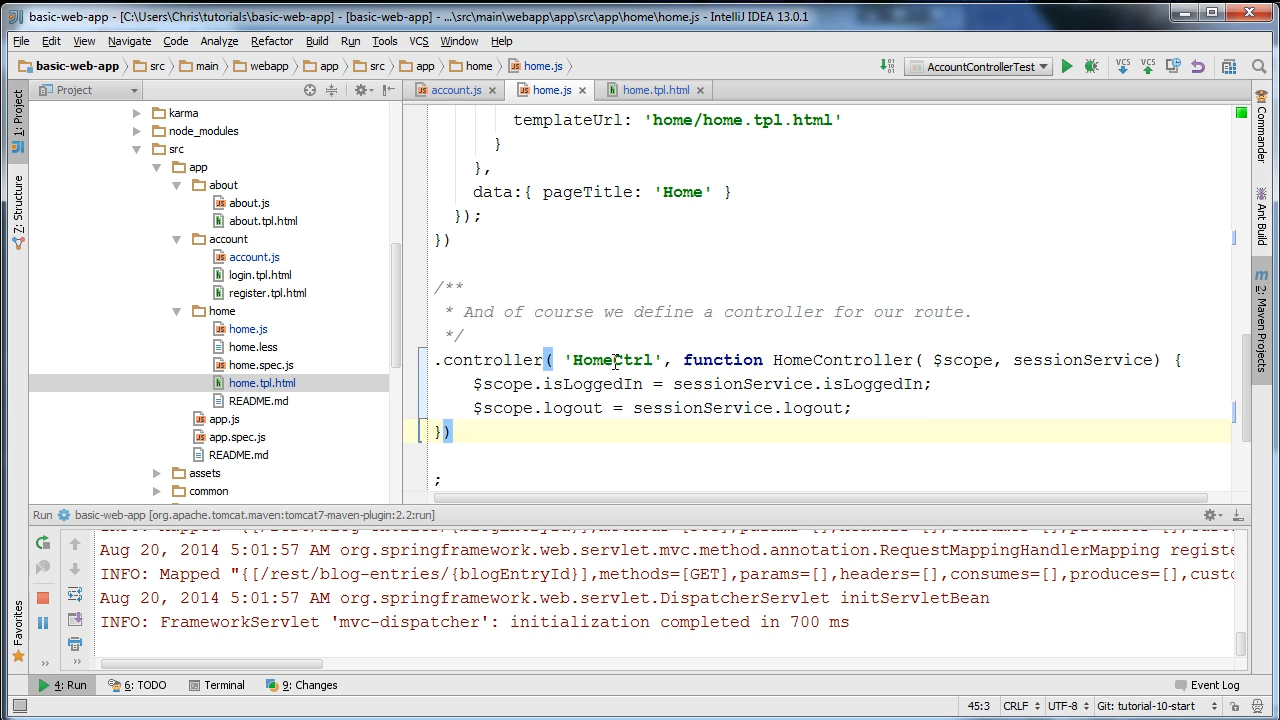 basic-web-app - [C:\Users\Chris\tutorials\basic-web-app] - [basic-web-app] - ...\src\main\webapp\app\src\app\home\home.js - IntelliJ IDEA 13.0.1
File Edit View Navigate Code Analyze Refactor Build Run Tools VCS Window Help
basic-web-app src main webapp app src app home home.js AccountControllerTest VCS VCS
1: Project
Z: Structure
Favorites
Project
karma
node_modules
src
app
about
about.js
about.tpl.html
account
account.js
login.tpl.html
register.tpl.html
home
home.js
home.less
home.spec.js
home.tpl.html
README.md
app.js
app.spec.js
README.md
assets
common
account.js home.js home.tpl.html
templateUrl: 'home/home.tpl.html'
}
},
data:{ pageTitle: 'Home' }
});
})
/**
* And of course we define a controller for our route.
*/
.controller( 'HomeCtrl', function HomeController( $scope, sessionService) {
$scope.isLoggedIn = sessionService.isLoggedIn;
$scope.logout = sessionService.logout;
})
;
Commander
Ant Build
Maven Projects
Run basic-web-app [org.apache.tomcat.maven:tomcat7-maven-plugin:2.2:run]
Aug 20, 2014 5:01:57 AM org.springframework.web.servlet.mvc.method.annotation.RequestMappingHandlerMapping registe
INFO: Mapped "{[/rest/blog-entries/{blogEntryId}],methods=[GET],params=[],headers=[],consumes=[],produces=[],custo
Aug 20, 2014 5:01:57 AM org.springframework.web.servlet.DispatcherServlet initServletBean
INFO: FrameworkServlet 'mvc-dispatcher': initialization completed in 700 ms
4: Run 6: TODO Terminal 9: Changes Event Log
45:3 CRLF UTF-8 Git: tutorial-10-start